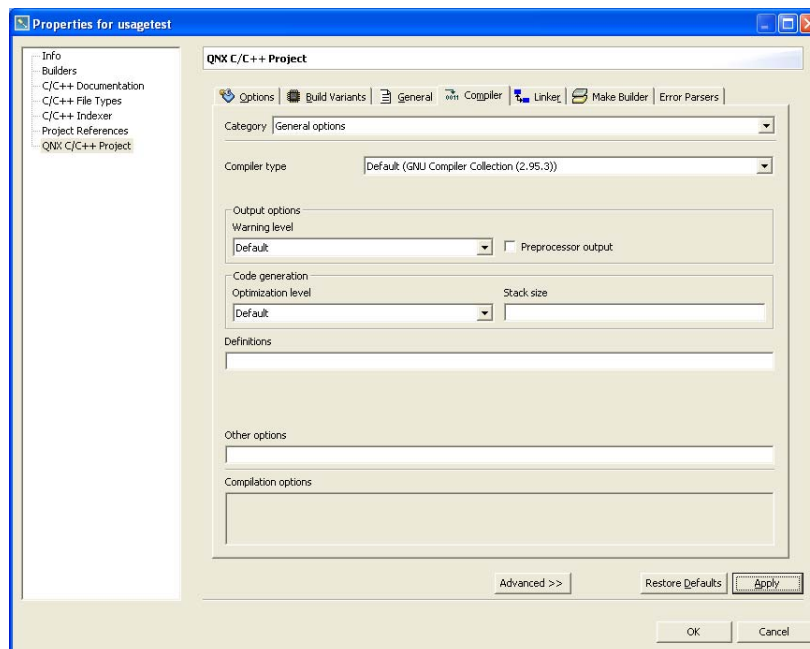 Properties for usagetest
Info
Builders
C/C++ Documentation
C/C++ File Types
C/C++ Indexer
Project References
QNX C/C++ Project
QNX C/C++ Project
Options Build Variants General Compiler Linker Make Builder Error Parsers
Category General options
Compiler type Default (GNU Compiler Collection (2.95.3))
Output options
Warning level
Default Preprocessor output
Code generation
Optimization level Stack size
Default
Definitions
Other options
Compilation options
Advanced >> Restore Defaults Apply
OK Cancel